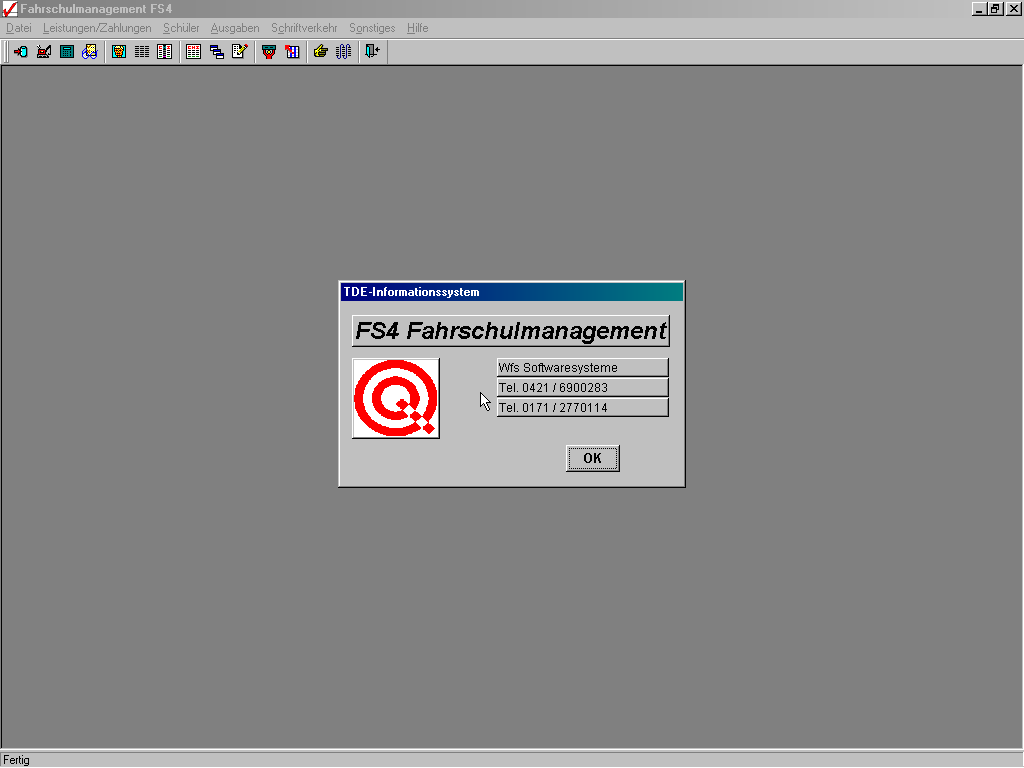 Fahrschulmanagement FS4
Datei Leistungen/Zahlungen Schüler Ausgaben Schriftverkehr Sonstiges Hilfe
TDE-Informationssystem
FS4 Fahrschulmanagement
Wfs Softwaresysteme
Tel. 0421 / 6900283
Tel. 0171 / 2770114
OK
Fertig